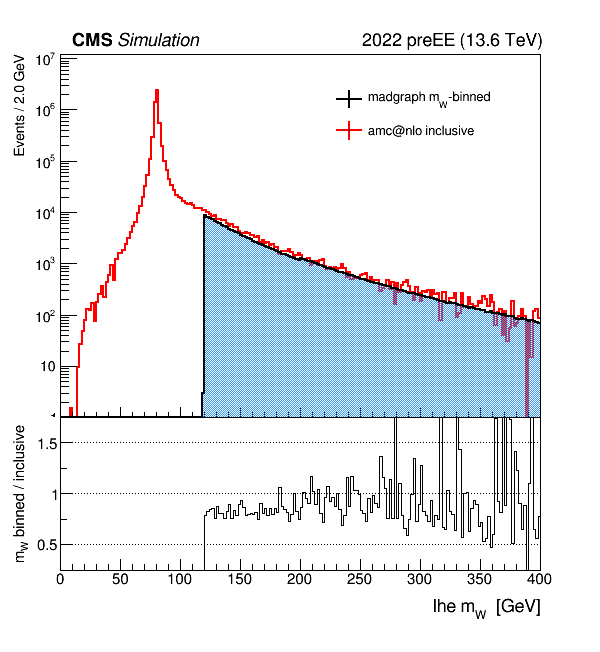 CMS Simulation 2022 preEE (13.6 TeV)
Events / 2.0 GeV
10^7
10^6
10^5
10^4
10^3
10^2
10
madgraph m_W-binned
amc@nlo inclusive
m_W binned / inclusive
1.5
1
0.5
0 50 100 150 200 250 300 350 400
lhe m_W [GeV]